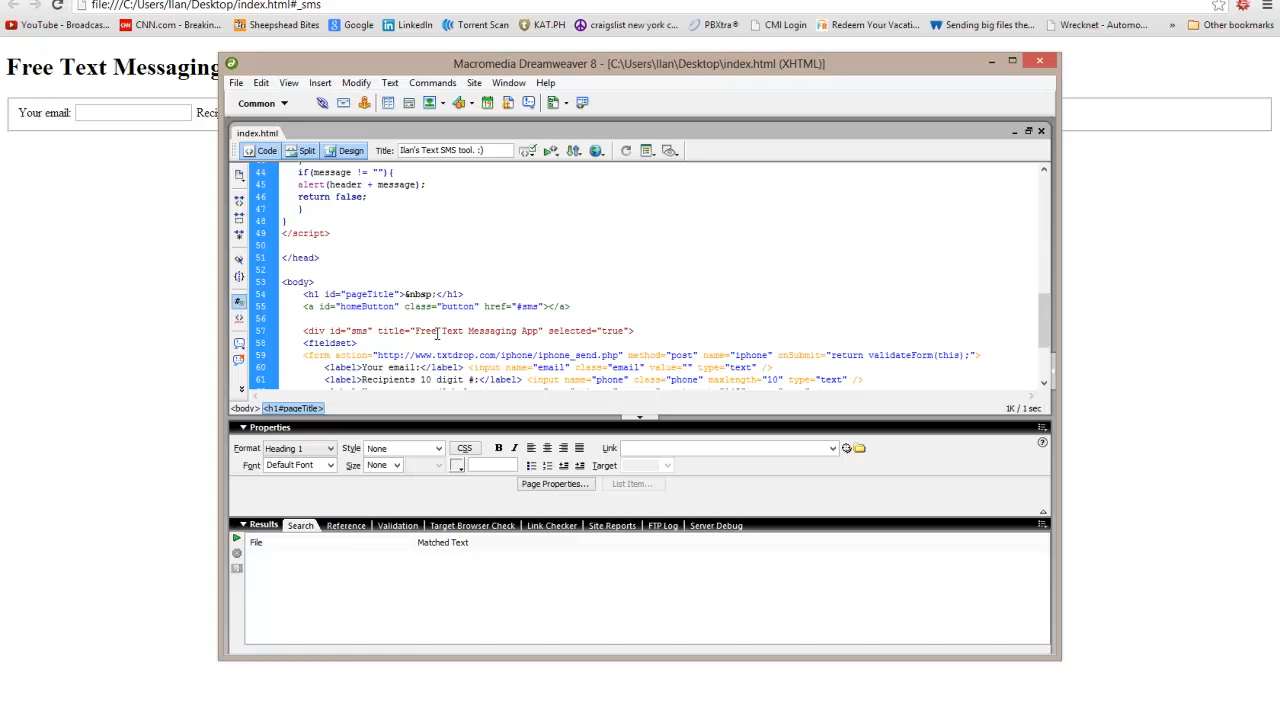 file:///C:/Users/Ilan/Desktop/index.html#_sms
YouTube - Broadcas... CNN.com - Breakin... Sheepshead Bites Google LinkedIn Torrent Scan KAT.PH craigslist new york c... PBXtra® CMI Login Redeem Your Vacati... Sending big files the... Wrecknet - Automo... » Other bookmarks
Free Text Messaging
Your email:
Reci
Macromedia Dreamweaver 8 - [C:\Users\Ilan\Desktop\index.html (XHTML)]
File Edit View Insert Modify Text Commands Site Window Help
Common
index.html
Code Split Design Title: Ilan's Text SMS tool. :)
44 if(message != ""){
45 alert(header + message);
46 return false;
47 }
48 }
49 </script>
50
51 </head>
52
53 <body>
54 <h1 id="pageTitle">&nbsp;</h1>
55 <a id="homeButton" class="button" href="#sms"></a>
56
57 <div id="sms" title="Free Text Messaging App" selected="true">
58 <fieldset>
59 <form action="http://www.txtdrop.com/iphone/iphone_send.php" method="post" name="iphone" onSubmit="return validateForm(this);">
60 <label>Your email:</label> <input name="email" class="email" value="" type="text" />
61 <label>Recipients 10 digit #:</label> <input name="phone" class="phone" maxlength="10" type="text" />
<body> <h1#pageTitle> 1K / 1 sec
Properties
Format Heading 1 Style None CSS B I Link
Font Default Font Size None Target
Page Properties... List Item...
Results Search Reference Validation Target Browser Check Link Checker Site Reports FTP Log Server Debug
File Matched Text